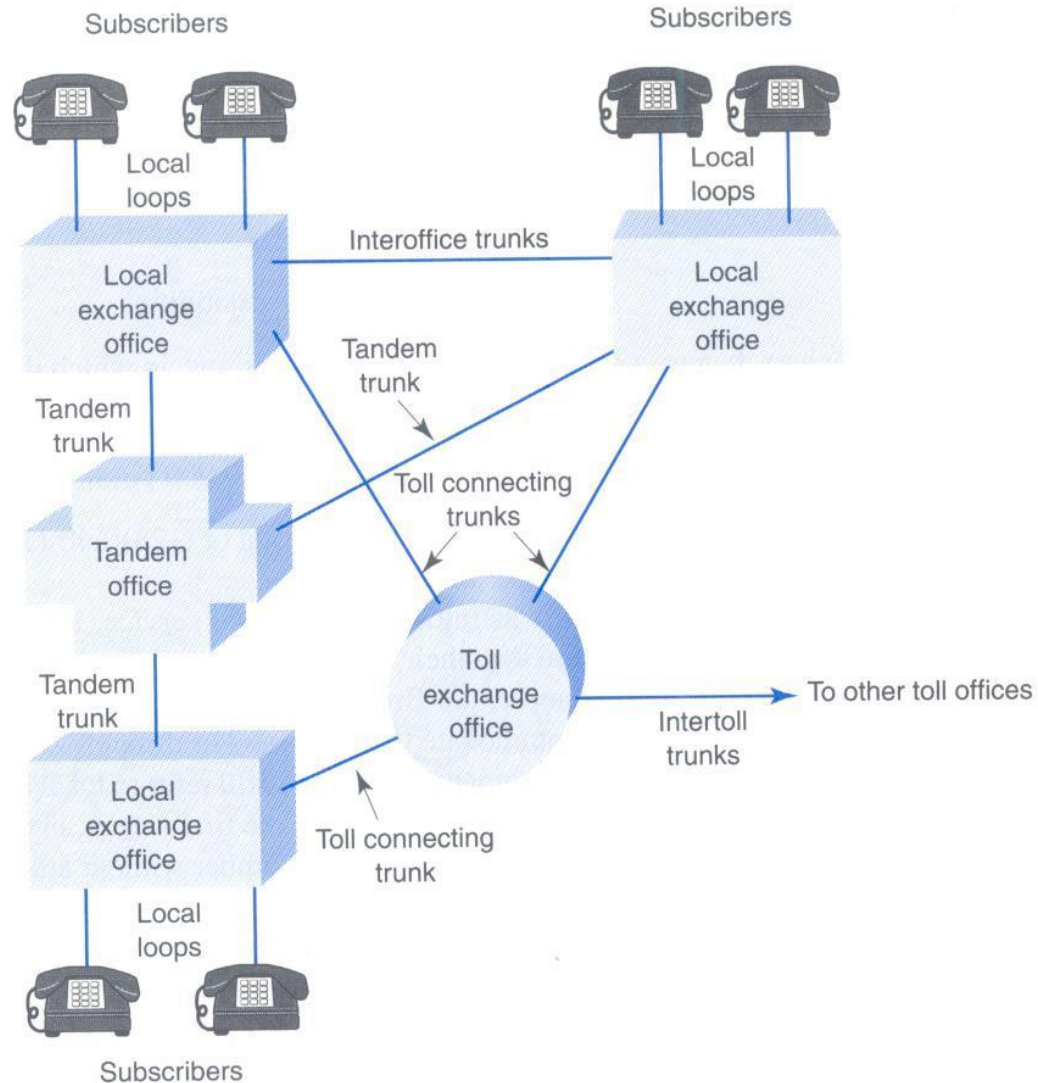 Subscribers
Subscribers
Local
loops
Local
loops
Interoffice trunks
Local
exchange
office
Local
exchange
office
Tandem
trunk
Tandem
trunk
Toll connecting
trunks
Tandem
office
Toll
exchange
office
Tandem
trunk
To other toll offices
Intertoll
trunks
Local
exchange
office
Toll connecting
trunk
Local
loops
Subscribers